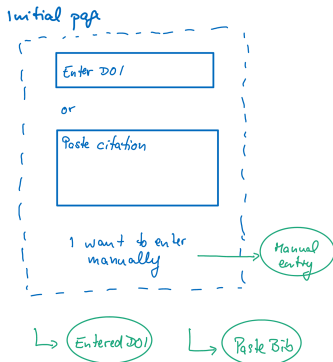 Initial page
Enter DOI
or
Paste citation
I want to enter
manually
Manual
entry
Entered DOI
Paste Bib